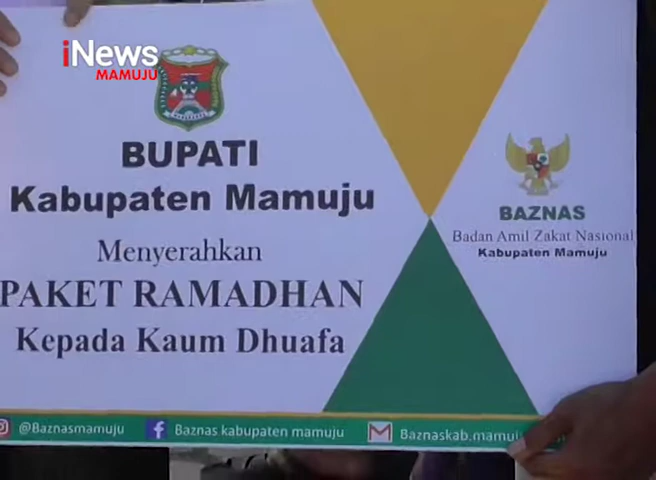 iNews
MAMUJU
BUPATI
Kabupaten Mamuju
Menyerahkan
PAKET RAMADHAN
Kepada Kaum Dhuafa
BAZNAS
Badan Amil Zakat Nasional
Kabupaten Mamuju
@Baznasmamuju
Baznas kabupaten mamuju
Baznaskab.mamuju